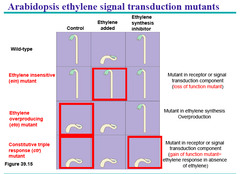 Arabidopsis ethylene signal transduction mutants
Control
Ethylene
added
Ethylene
synthesis
inhibitor
Wild-type
Ethylene insensitive
(ein) mutant
Mutant in receptor or signal
transduction component
(loss of function mutant)
Ethylene
overproducing
(eto) mutant
Mutant in ethylene synthesis
Overproduction
Constitutive triple
response (ctr)
mutant
Mutant in receptor or signal
transduction component
(gain of function mutant=
ethylene response in absence
of ethylene)
Figure 20.15